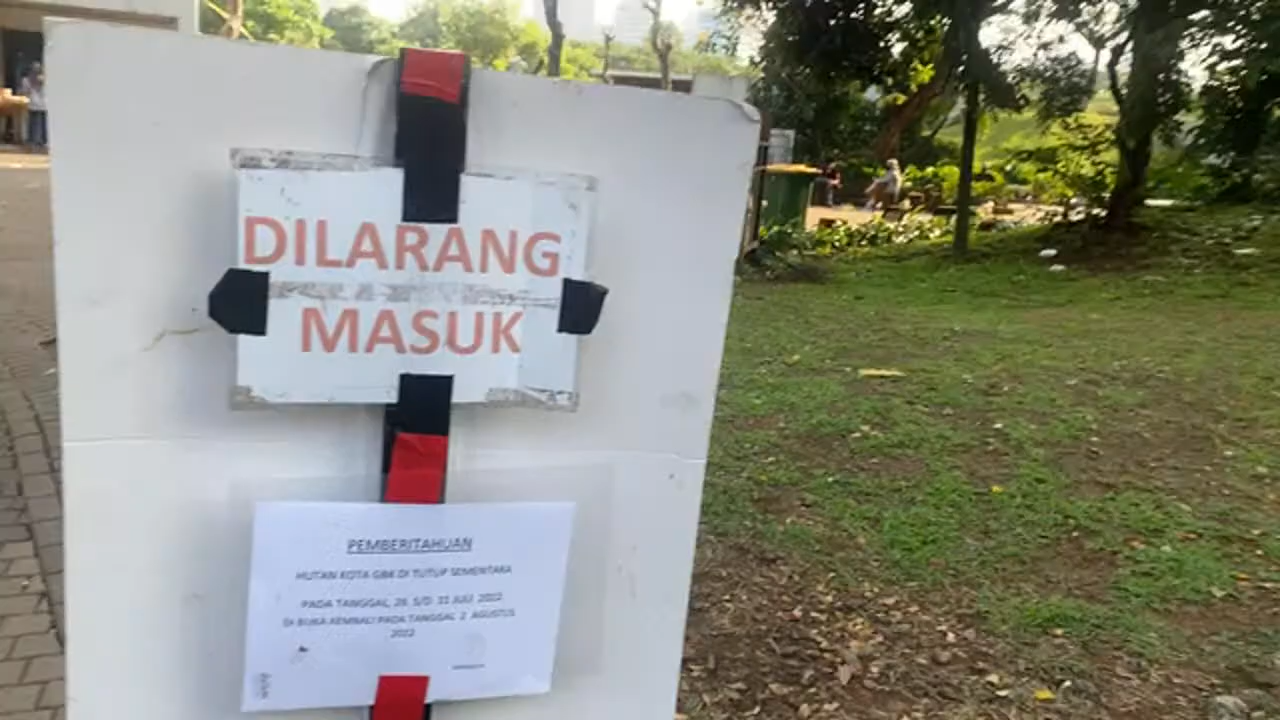 DILARANG
MASUK
PEMBERITAHUAN
HUTAN KOTA GBK DI TUTUP SEMENTARA
PADA TANGGAL, 26 S/D 31 JULI 2022
DI BUKA KEMBALI PADA TANGGAL 2 AGUSTUS
2022